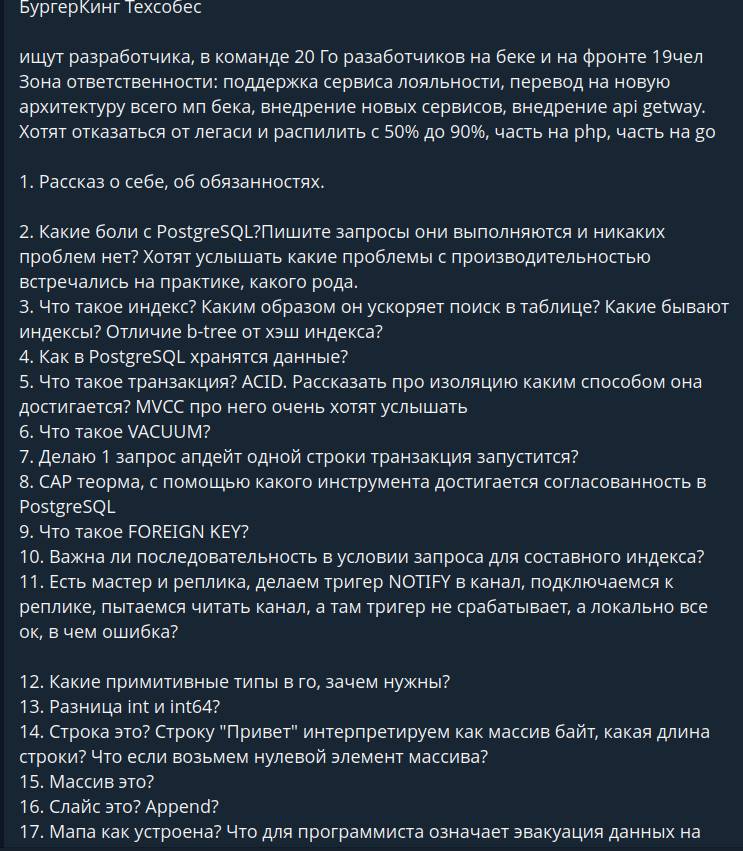 БургерКинг Техсобес
ищут разработчика, в команде 20 Го разаботчиков на беке и на фронте 19чел
Зона ответственности: поддержка сервиса лояльности, перевод на новую
архитектуру всего мп бека, внедрение новых сервисов, внедрение api getway.
Хотят отказаться от легаси и распилить с 50% до 90%, часть на php, часть на go
1. Рассказ о себе, об обязанностях.
2. Какие боли с PostgreSQL?Пишите запросы они выполняются и никаких
проблем нет? Хотят услышать какие проблемы с производительностью
встречались на практике, какого рода.
3. Что такое индекс? Каким образом он ускоряет поиск в таблице? Какие бывают
индексы? Отличие b-tree от хэш индекса?
4. Как в PostgreSQL хранятся данные?
5. Что такое транзакция? ACID. Рассказать про изоляцию каким способом она
достигается? MVCC про него очень хотят услышать
6. Что такое VACUUM?
7. Делаю 1 запрос апдейт одной строки транзакция запустится?
8. CAP теорма, с помощью какого инструмента достигается согласованность в
PostgreSQL
9. Что такое FOREIGN KEY?
10. Важна ли последовательность в условии запроса для составного индекса?
11. Есть мастер и реплика, делаем тригер NOTIFY в канал, подключаемся к
реплике, пытаемся читать канал, а там тригер не срабатывает, а локально все
ок, в чем ошибка?
12. Какие примитивные типы в го, зачем нужны?
13. Разница int и int64?
14. Строка это? Строку "Привет" интерпретируем как массив байт, какая длина
строки? Что если возьмем нулевой элемент массива?
15. Массив это?
16. Слайс это? Append?
17. Мапа как устроена? Что для программиста означает эвакуация данных на